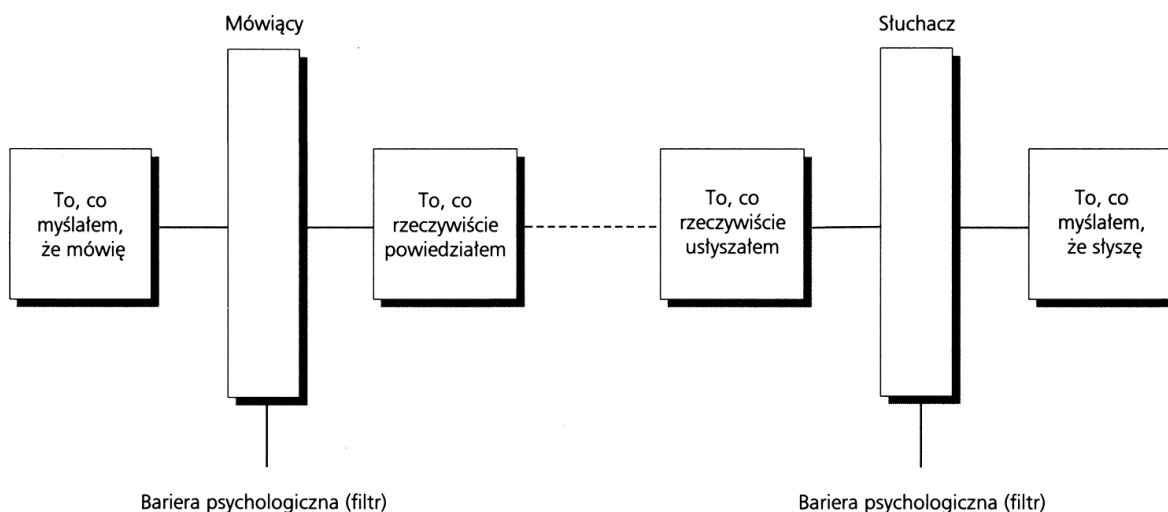 Mówiący
Słuchacz
To, co
myślałem,
że mówię
To, co
rzeczywiście
powiedziałem
To, co
rzeczywiście
usłyszałem
To, co
myślałem,
że słyszę
Bariera psychologiczna (filtr)
Bariera psychologiczna (filtr)